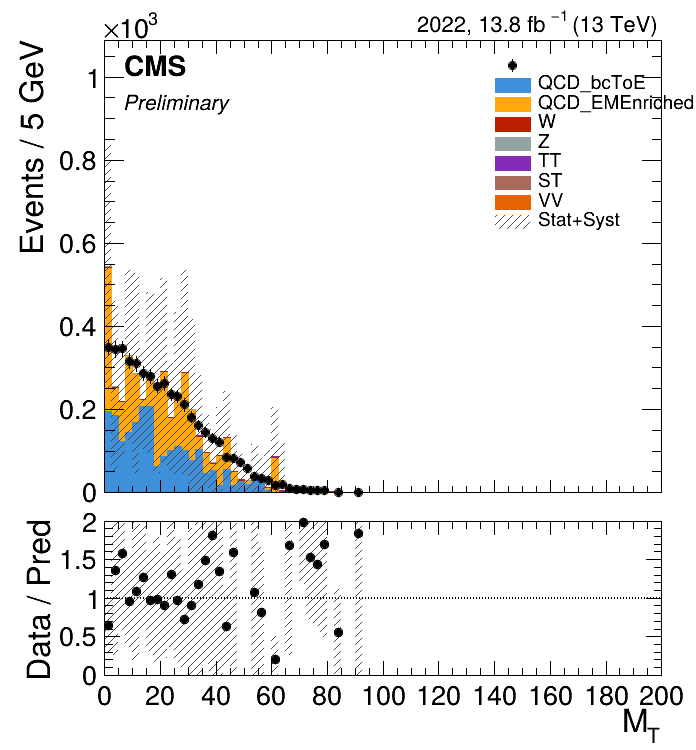 ×10³
2022, 13.8 fb⁻¹ (13 TeV)
CMS
Preliminary
QCD_bcToE
QCD_EMEnriched
W
Z
TT
ST
VV
Stat+Syst
Events / 5 GeV
1
0.8
0.6
0.4
0.2
0
Data / Pred
2
1.5
1
0.5
0
0 20 40 60 80 100 120 140 160 180 200
M_T